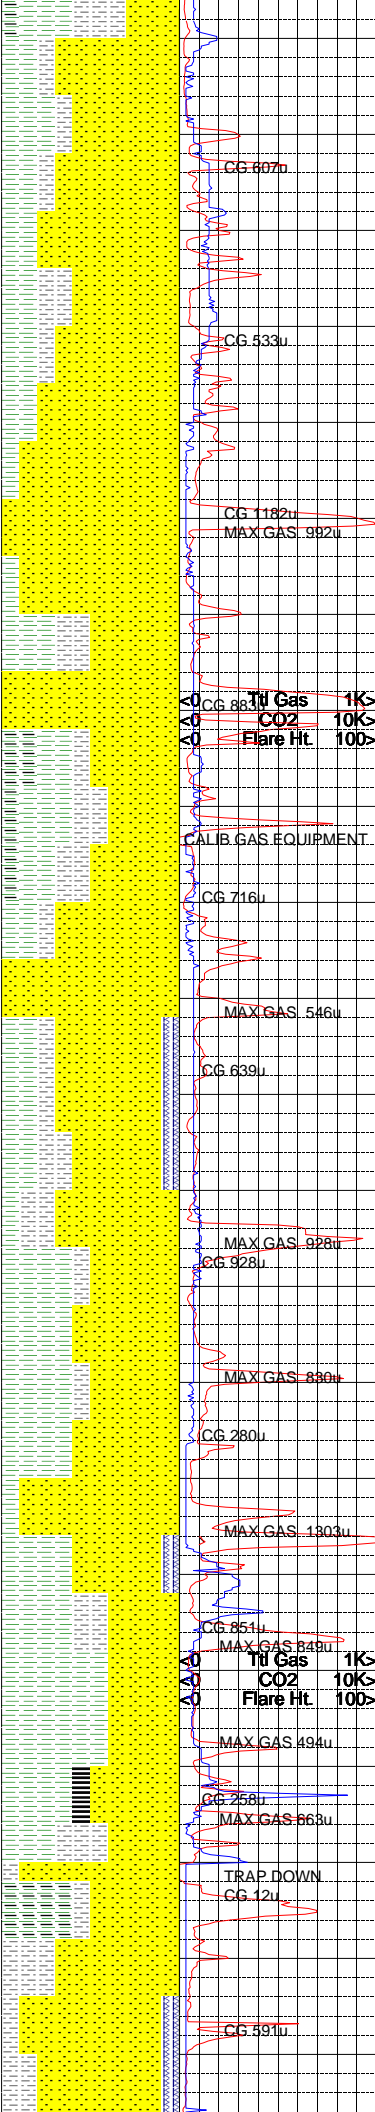 CG 607u
CG 533u
CG 1182u
MAX GAS 992u
<0 Ttl Gas 1K>
CG 883u
<0 CO2 10K>
<0 Flare Ht. 100>
CALIB GAS EQUIPMENT
CG 716u
MAX GAS 546u
CG 639u
MAX GAS 928u
CG 928u
MAX GAS 830u
CG 280u
MAX GAS 1303u
CG 851u
MAX GAS 849u
<0 Ttl Gas 1K>
<0 CO2 10K>
<0 Flare Ht. 100>
MAX GAS 494u
CG 258u
MAX GAS 663u
TRAP DOWN
CG 12u
CG 591u